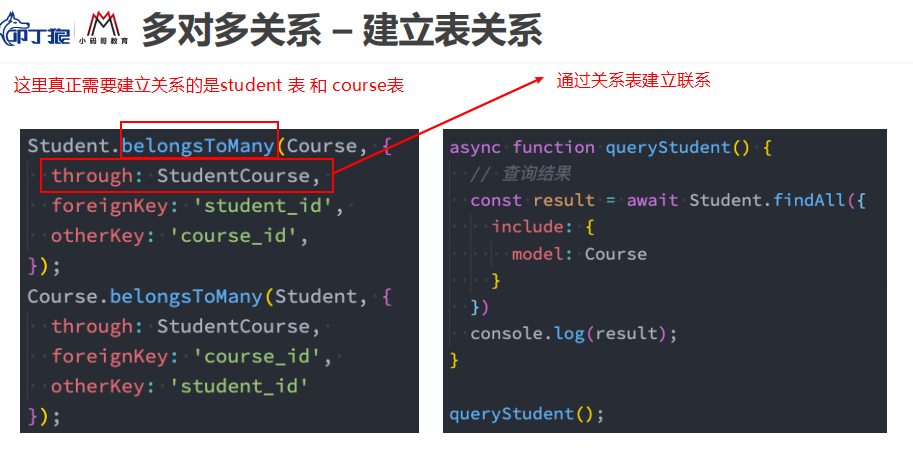 叩丁狼 小码哥教育 多对多关系 – 建立表关系
这里真正需要建立关系的是student 表 和 course表
通过关系表建立联系
Student.belongsToMany(Course, {
through: StudentCourse,
foreignKey: 'student_id',
otherKey: 'course_id',
});
Course.belongsToMany(Student, {
through: StudentCourse,
foreignKey: 'course_id',
otherKey: 'student_id'
});
async function queryStudent() {
// 查询结果
const result = await Student.findAll({
include: {
model: Course
}
})
console.log(result);
}
queryStudent();